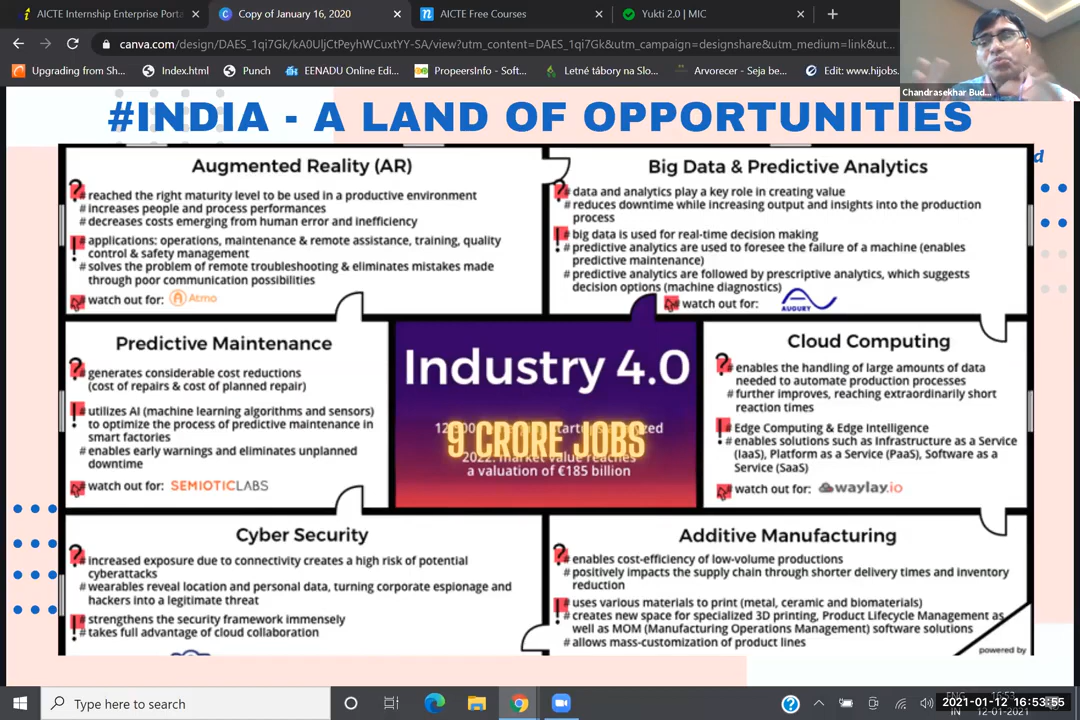 AICTE Internship Enterprise Porta
Copy of January 16, 2020
AICTE Free Courses
Yukti 2.0 | MIC
canva.com/design/DAES_1qi7Gk/kA0UljCtPeyhWCuxtYY-SA/view?utm_content=DAES_1qi7Gk&utm_campaign=designshare&utm_medium=link&ut...
Upgrading from Sh...
Index.html
Punch
EENADU Online Edi...
PropeersInfo - Soft...
Letné tábory na Slo...
Arvorecer - Seja be...
Edit: www.hijobs.
Chandrasekhar Bud...
#INDIA - A LAND OF OPPORTUNITIES
d
Augmented Reality (AR)
# reached the right maturity level to be used in a productive environment
# increases people and process performances
# decreases costs emerging from human error and inefficiency
# applications: operations, maintenance & remote assistance, training, quality
control & safety management
# solves the problem of remote troubleshooting & eliminates mistakes made
through poor communication possibilities
watch out for: Atmo
Big Data & Predictive Analytics
# data and analytics play a key role in creating value
# reduces downtime while increasing output and insights into the production
process
# big data is used for real-time decision making
# predictive analytics are used to foresee the failure of a machine (enables
predictive maintenance)
# predictive analytics are followed by prescriptive analytics, which suggests
decision options (machine diagnostics)
watch out for: AUGURY
Predictive Maintenance
# generates considerable cost reductions
(cost of repairs & cost of planned repair)
# utilizes AI (machine learning algorithms and sensors)
to optimize the process of predictive maintenance in
smart factories
# enables early warnings and eliminates unplanned
downtime
watch out for: SEMIOTICLABS
Industry 4.0
9 CRORE JOBS
2022: market value reaches
a valuation of €185 billion
Cloud Computing
# enables the handling of large amounts of data
needed to automate production processes
# further improves, reaching extraordinarily short
reaction times
# Edge Computing & Edge Intelligence
# enables solutions such as Infrastructure as a Service
(IaaS), Platform as a Service (PaaS), Software as a
Service (SaaS)
watch out for: waylay.io
Cyber Security
# increased exposure due to connectivity creates a high risk of potential
cyberattacks
# wearables reveal location and personal data, turning corporate espionage and
hackers into a legitimate threat
# strengthens the security framework immensely
# takes full advantage of cloud collaboration
Additive Manufacturing
# enables cost-efficiency of low-volume productions
# positively impacts the supply chain through shorter delivery times and inventory
reduction
# uses various materials to print (metal, ceramic and biomaterials)
# creates new space for specialized 3D printing, Product Lifecycle Management as
well as MOM (Manufacturing Operations Management) software solutions
# allows mass-customization of product lines
powered by
Type here to search
ENG 16:53
IN 12-01-2021
2021-01-12 16:53:55